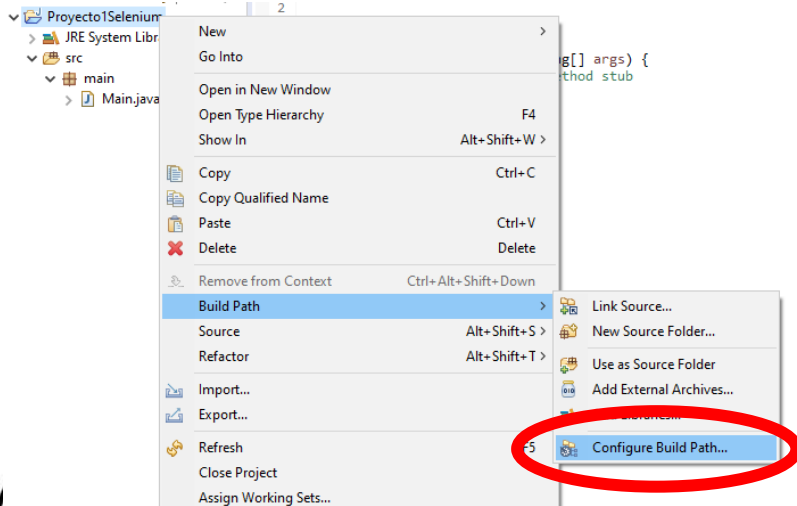 2
Proyecto1Selenium
JRE System Libr
src
g[] args) {
main
thod stub
Main.java
New
Go Into
Open in New Window
Open Type Hierarchy F4
Show In Alt+Shift+W >
Copy Ctrl+C
Copy Qualified Name
Paste Ctrl+V
Delete Delete
Remove from Context Ctrl+Alt+Shift+Down
Build Path
Source Alt+Shift+S >
Refactor Alt+Shift+T >
Import...
Export...
Refresh F5
Close Project
Assign Working Sets...
Link Source...
New Source Folder...
Use as Source Folder
Add External Archives...
Configure Build Path...